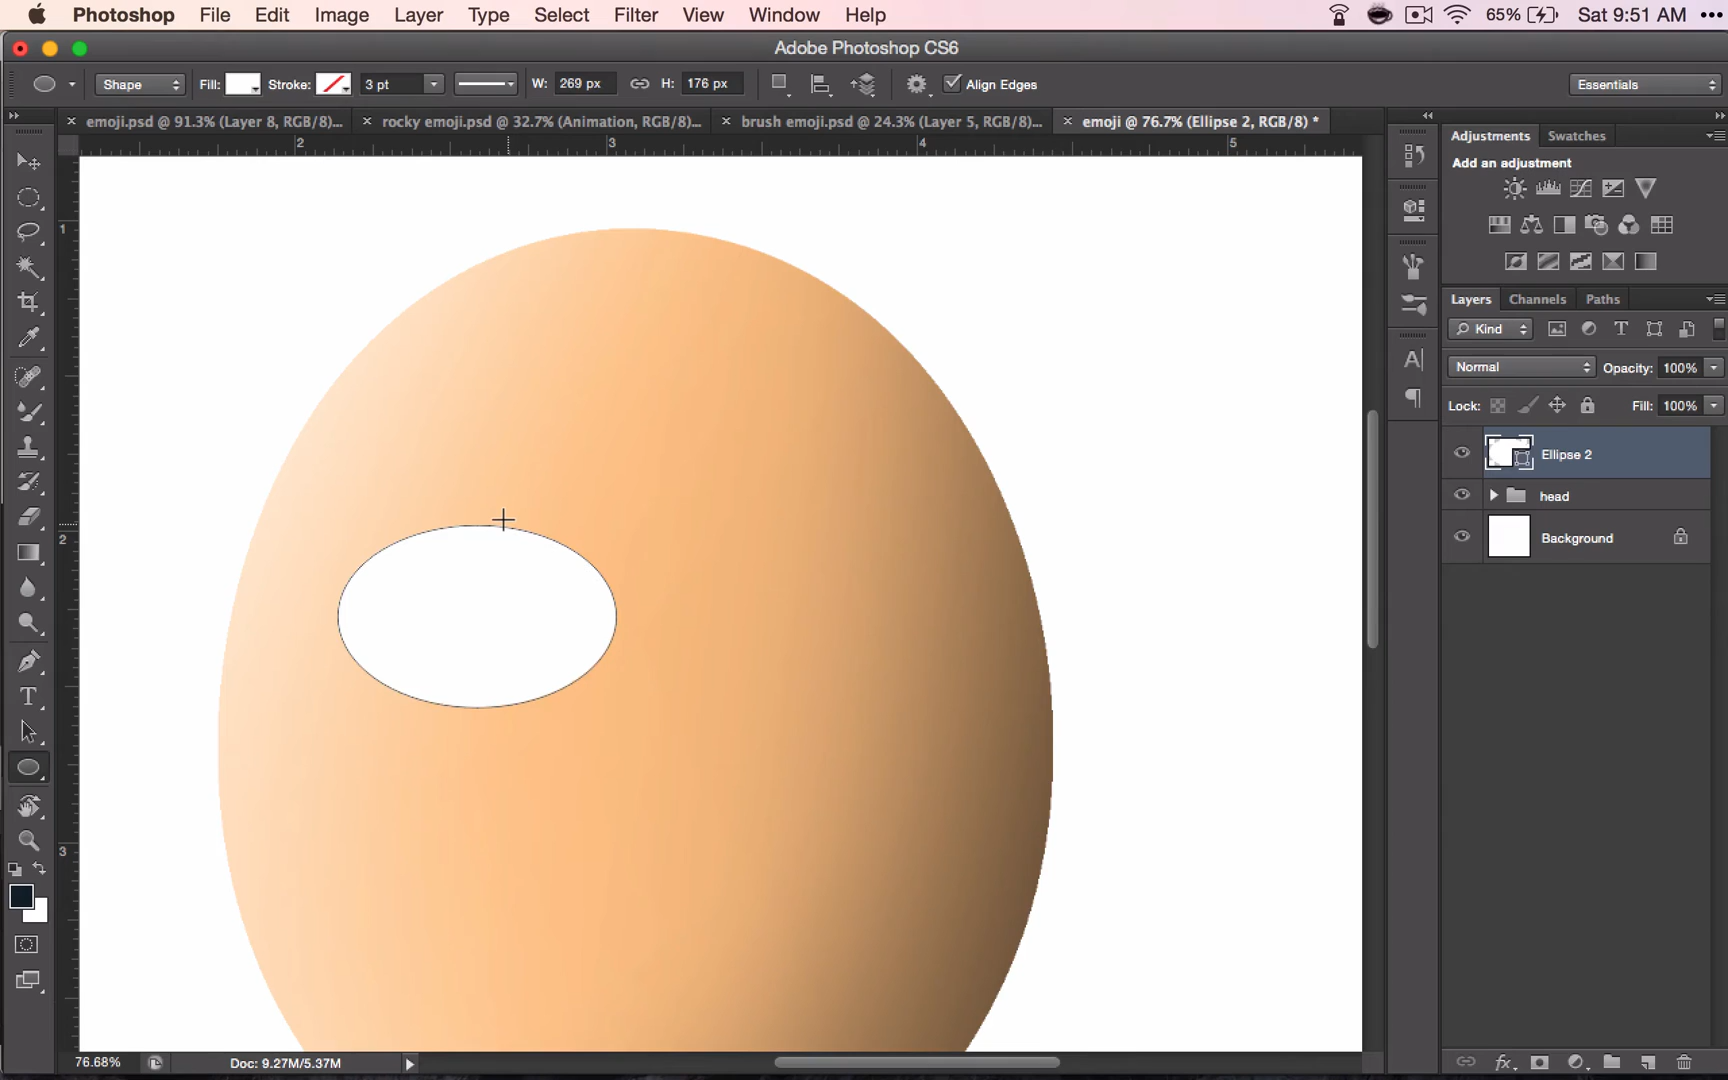 Photoshop File Edit Image Layer Type Select Filter View Window Help 65% Sat 9:51 AM
Adobe Photoshop CS6
Shape Fill: Stroke: 3 pt W: 269 px H: 176 px Align Edges Essentials
emoji.psd @ 91.3% (Layer 8, RGB/8)... rocky emoji.psd @ 32.7% (Animation, RGB/8)... brush emoji.psd @ 24.3% (Layer 5, RGB/8)... emoji @ 76.7% (Ellipse 2, RGB/8) *
2 3 4 5
1
2
3
Adjustments Swatches
Add an adjustment
Layers Channels Paths
Kind
Normal Opacity: 100%
Lock: Fill: 100%
Ellipse 2
head
Background
76.68% Doc: 9.27M/5.37M